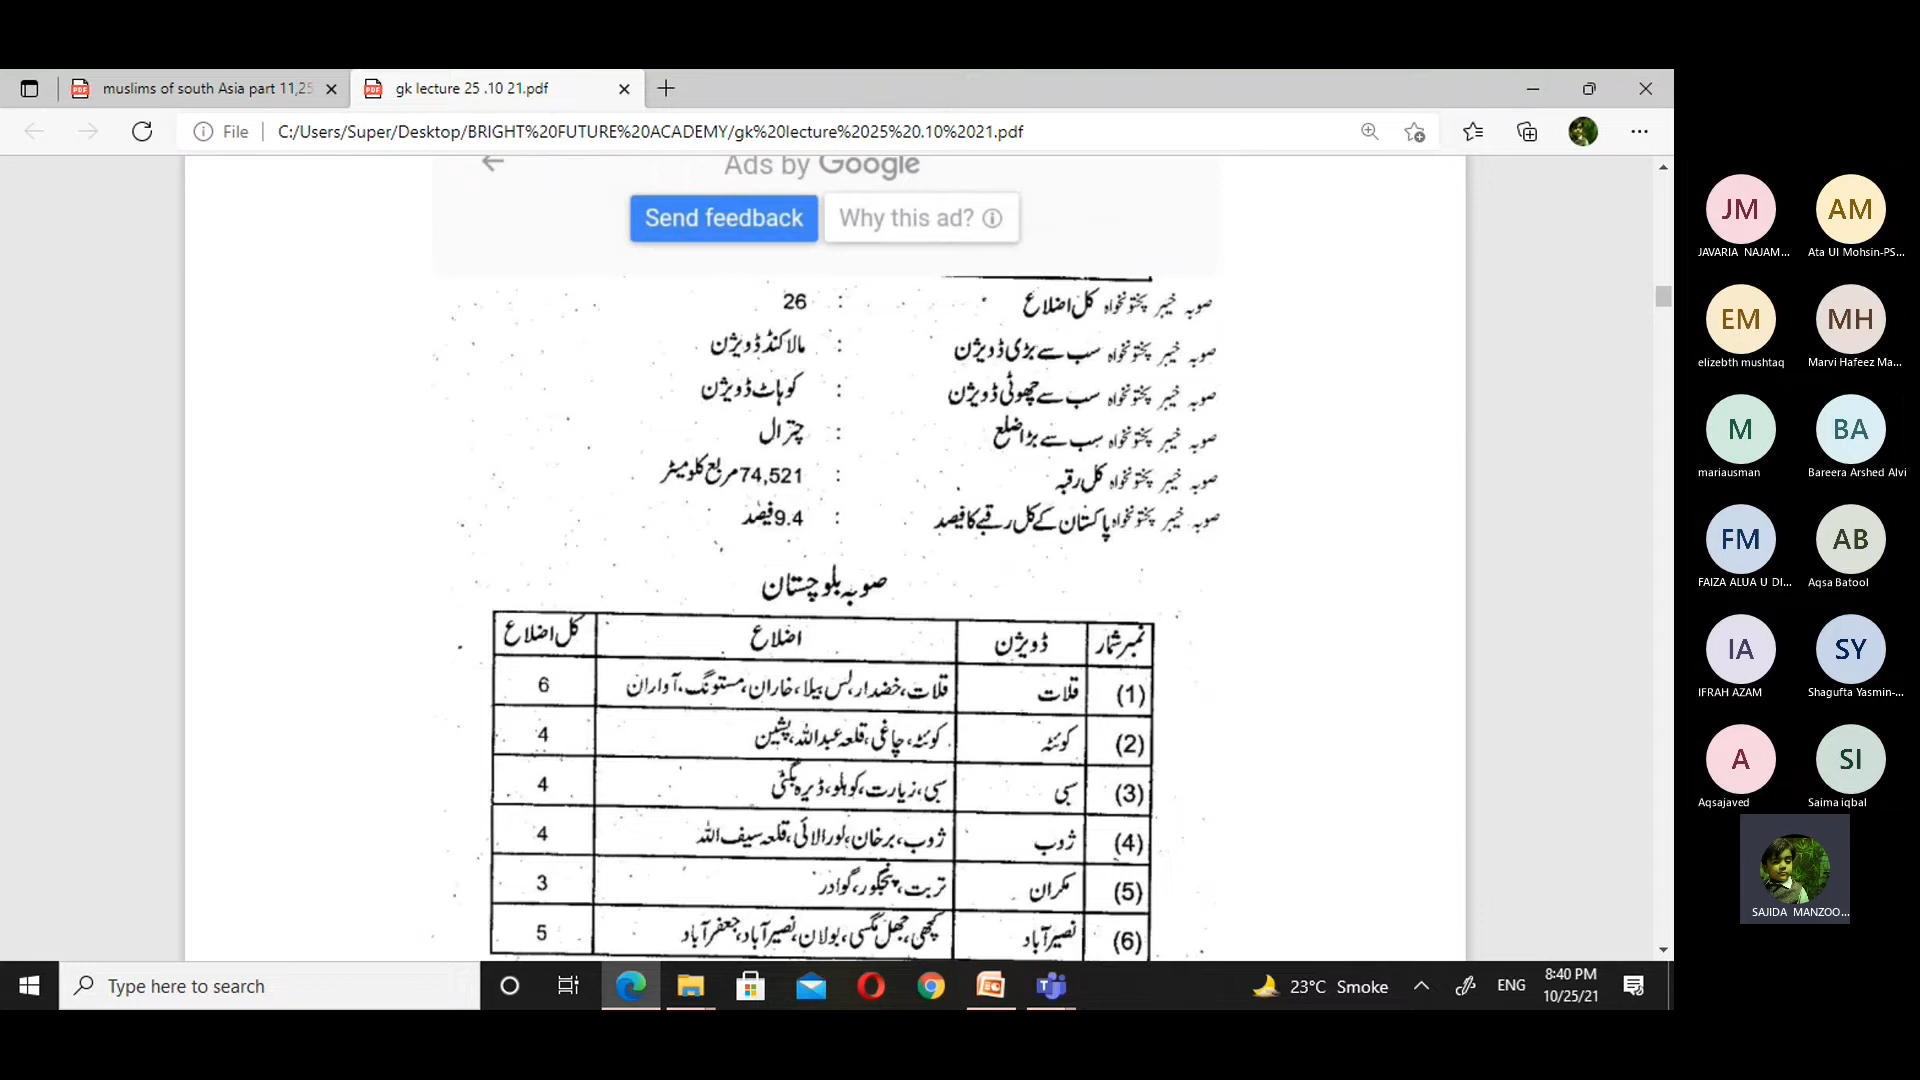 muslims of south Asia part 11,25
gk lecture 25 .10 21.pdf
File
C:/Users/Super/Desktop/BRIGHT%20FUTURE%20ACADEMY/gk%20lecture%2025%20.10%2021.pdf
Ads by Google
Send feedback
Why this ad?
صوبہ خیبر پختونخواہ کل اضلاع : 26
صوبہ خیبر پختونخواہ سب سے بڑی ڈویژن : مالاکنڈ ڈویژن
صوبہ خیبر پختونخواہ سب سے چھوٹی ڈویژن : کوہاٹ ڈویژن
صوبہ خیبر پختونخواہ سب سے بڑا ضلع : چترال
صوبہ خیبر پختونخواہ کل رقبہ : 74,521 مربع کلومیٹر
صوبہ خیبر پختونخواہ پاکستان کے کل رقبے کا فیصد : 9.4 فیصد
صوبہ بلوچستان
نمبر شمار ڈویژن اضلاع کل اضلاع
(1) قلات قلات، خضدار، لس بیلا، خاران، مستونگ، آواران 6
(2) کوئٹہ کوئٹہ، چاغی، قلعہ عبداللہ، پشین 4
(3) سبی سبی، زیارت، کوہلو، ڈیرہ بگٹی 4
(4) ژوب ژوب، برخان، لورالائی، قلعہ سیف اللہ 4
(5) مکران تربت، پنجگور، گوادر 3
(6) نصیرآباد کچھی، جھل مگسی، بولان، نصیرآباد، جعفرآباد 5
JM
JAVARIA NAJAM...
AM
Ata Ul Mohsin-PS...
EM
elizebth mushtaq
MH
Marvi Hafeez Ma...
M
mariausman
BA
Bareera Arshed Alvi
FM
FAIZA ALUA U DI...
AB
Aqsa Batool
IA
IFRAH AZAM
SY
Shagufta Yasmin-...
A
Aqsajaved
SI
Saima iqbal
SAJIDA MANZOO...
Type here to search
23°C Smoke
ENG
8:40 PM
10/25/21